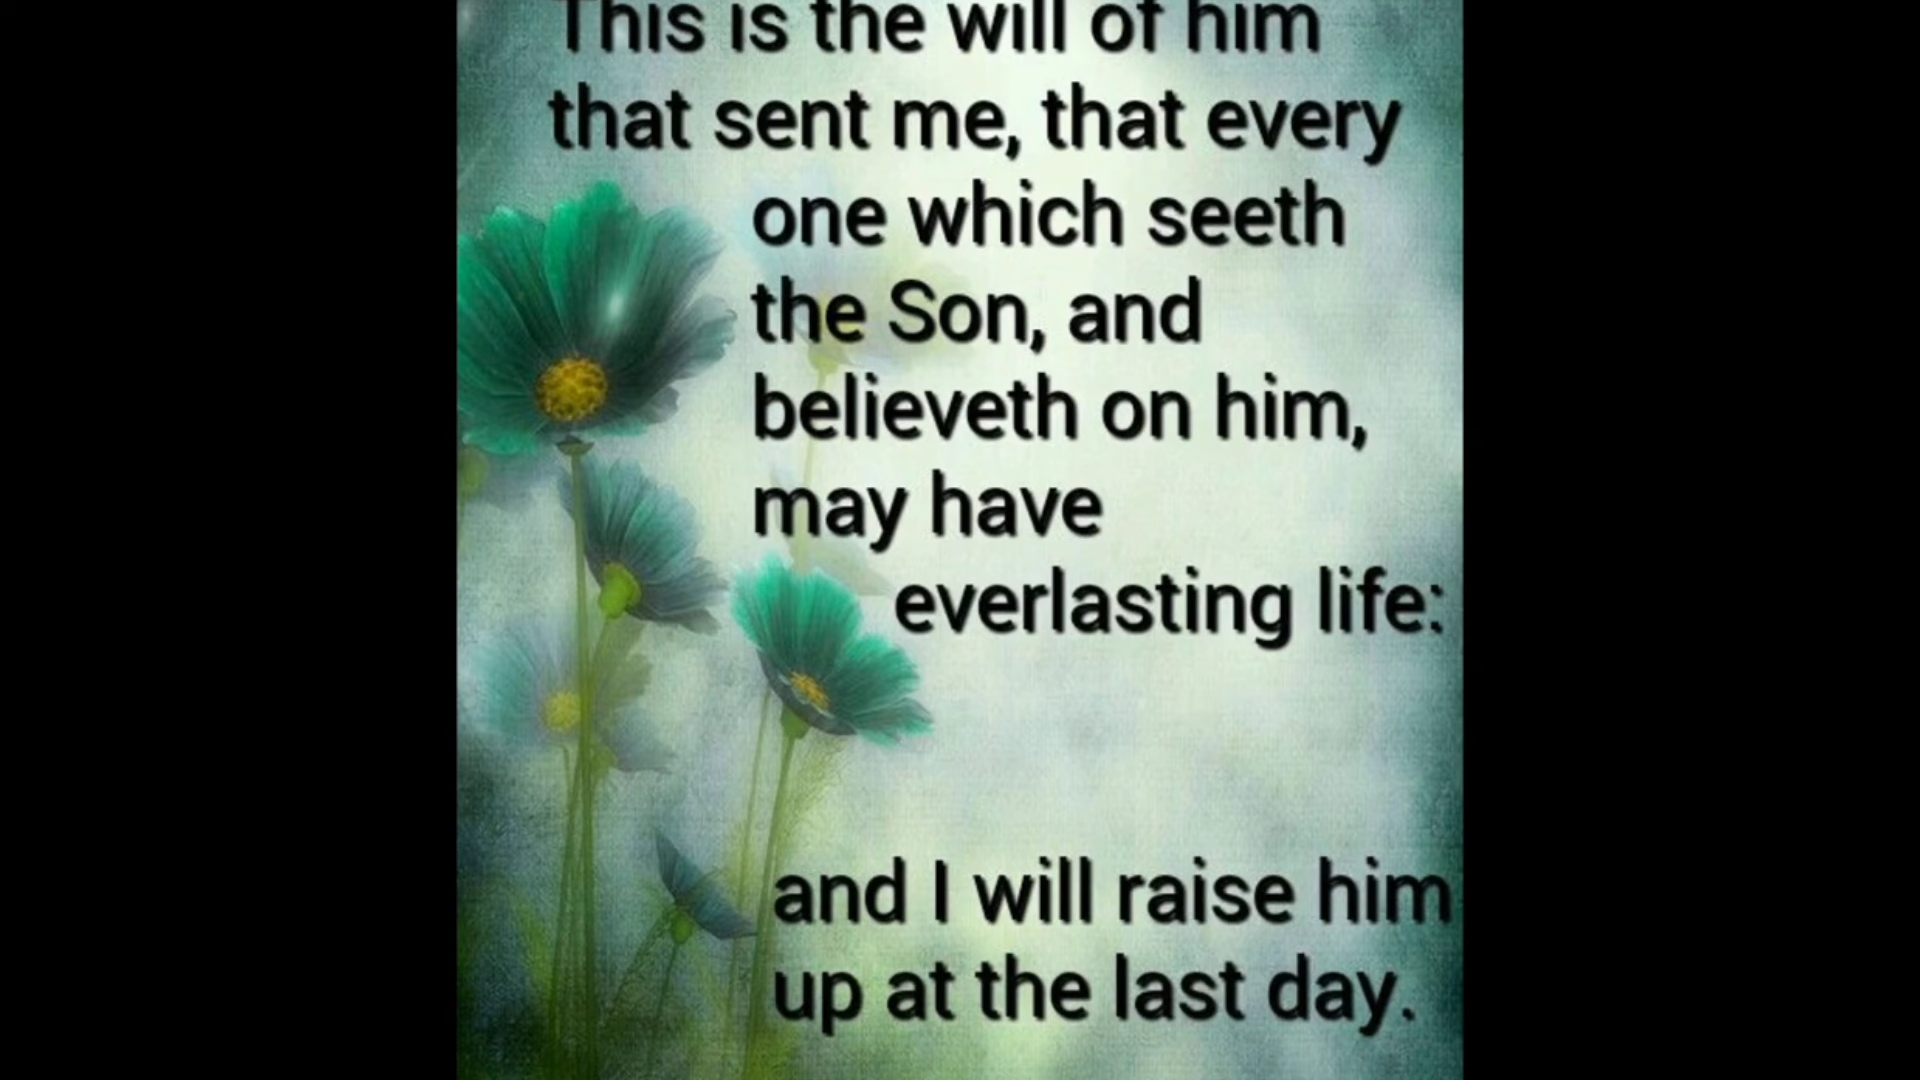 This is the will of him
that sent me, that every
one which seeth
the Son, and
believeth on him,
may have
everlasting life:
and I will raise him
up at the last day.